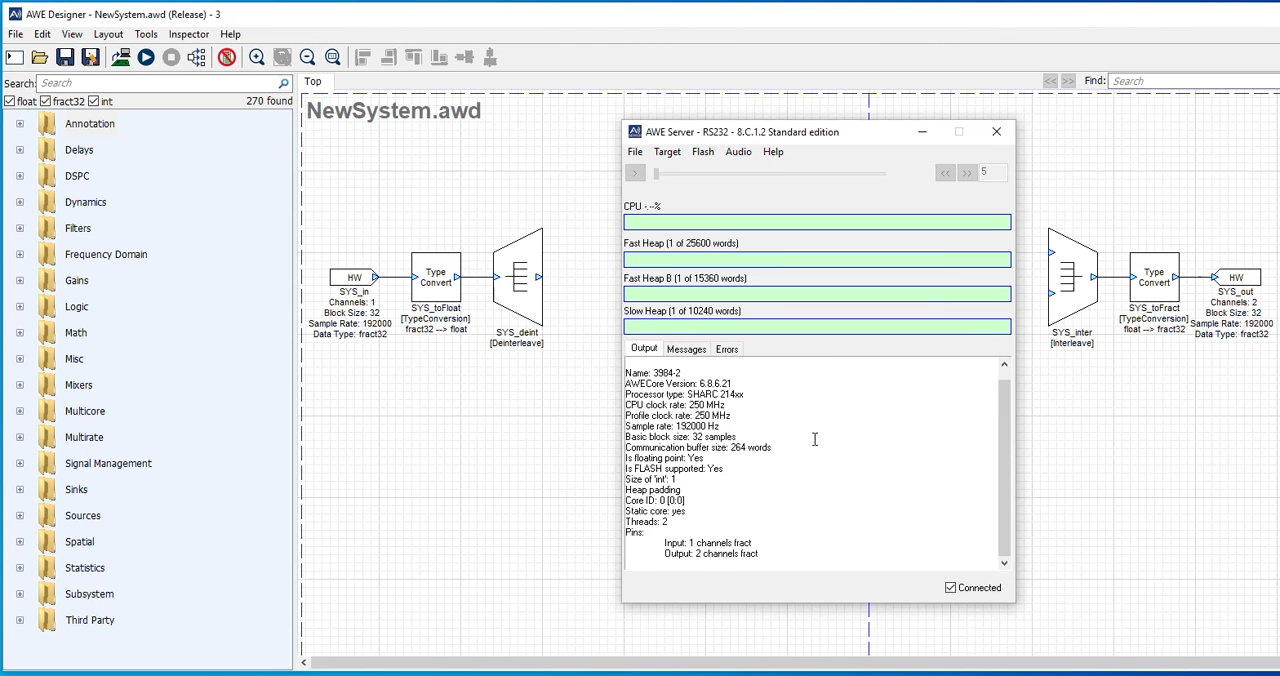 AWE Designer - NewSystem.awd (Release) - 3
File Edit View Layout Tools Inspector Help
Search: Search
float fract32 int 270 found
Annotation
Delays
DSPC
Dynamics
Filters
Frequency Domain
Gains
Logic
Math
Misc
Mixers
Multicore
Multirate
Signal Management
Sinks
Sources
Spatial
Statistics
Subsystem
Third Party
Top
<< >> Find: Search
NewSystem.awd
HW
SYS_in
Channels: 1
Block Size: 32
Sample Rate: 192000
Data Type: fract32
Type
Convert
SYS_toFloat
[TypeConversion]
fract32 --> float
SYS_deint
[Deinterleave]
AWE Server - RS232 - 8.C.1.2 Standard edition
File Target Flash Audio Help
> << >> 5
CPU -.--%
Fast Heap (1 of 25600 words)
Fast Heap B (1 of 15360 words)
Slow Heap (1 of 10240 words)
Output Messages Errors
Name: 3984-2
AWECore Version: 6.8.6.21
Processor type: SHARC 214xx
CPU clock rate: 250 MHz
Profile clock rate: 250 MHz
Sample rate: 192000 Hz
Basic block size: 32 samples
Communication buffer size: 264 words
Is floating point: Yes
Is FLASH supported: Yes
Size of 'int': 1
Heap padding
Core ID: 0 [0:0]
Static core: yes
Threads: 2
Pins:
Input: 1 channels fract
Output: 2 channels fract
Connected
SYS_inter
[Interleave]
Type
Convert
SYS_toFract
[TypeConversion]
float --> fract32
HW
SYS_out
Channels: 2
Block Size: 32
Sample Rate: 192000
Data Type: fract32